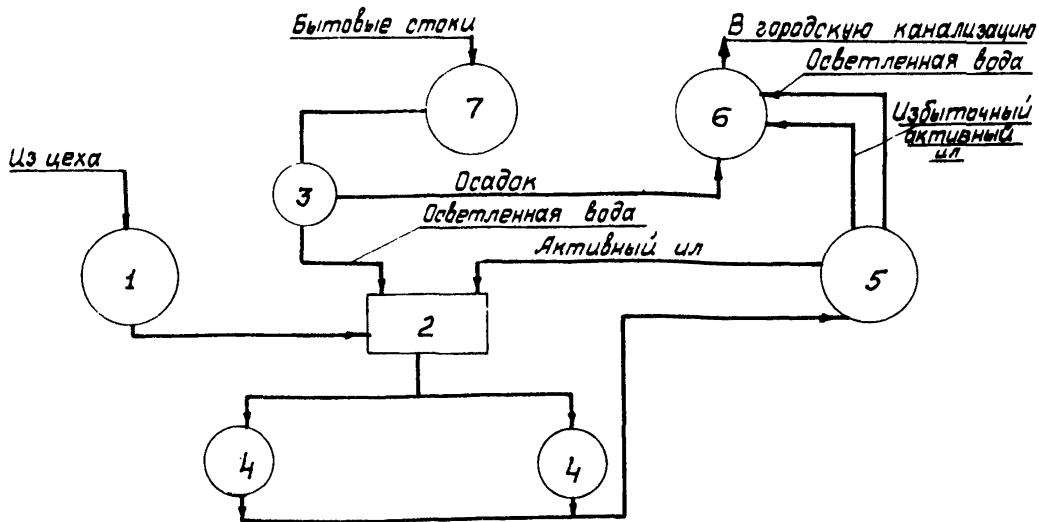 Бытовые стоки
В городскую канализацию
Осветленная вода
7
6
Избыточный
активный
ил
Из цеха
3
Осадок
Осветленная вода
Активный ил
1
5
2
4
4